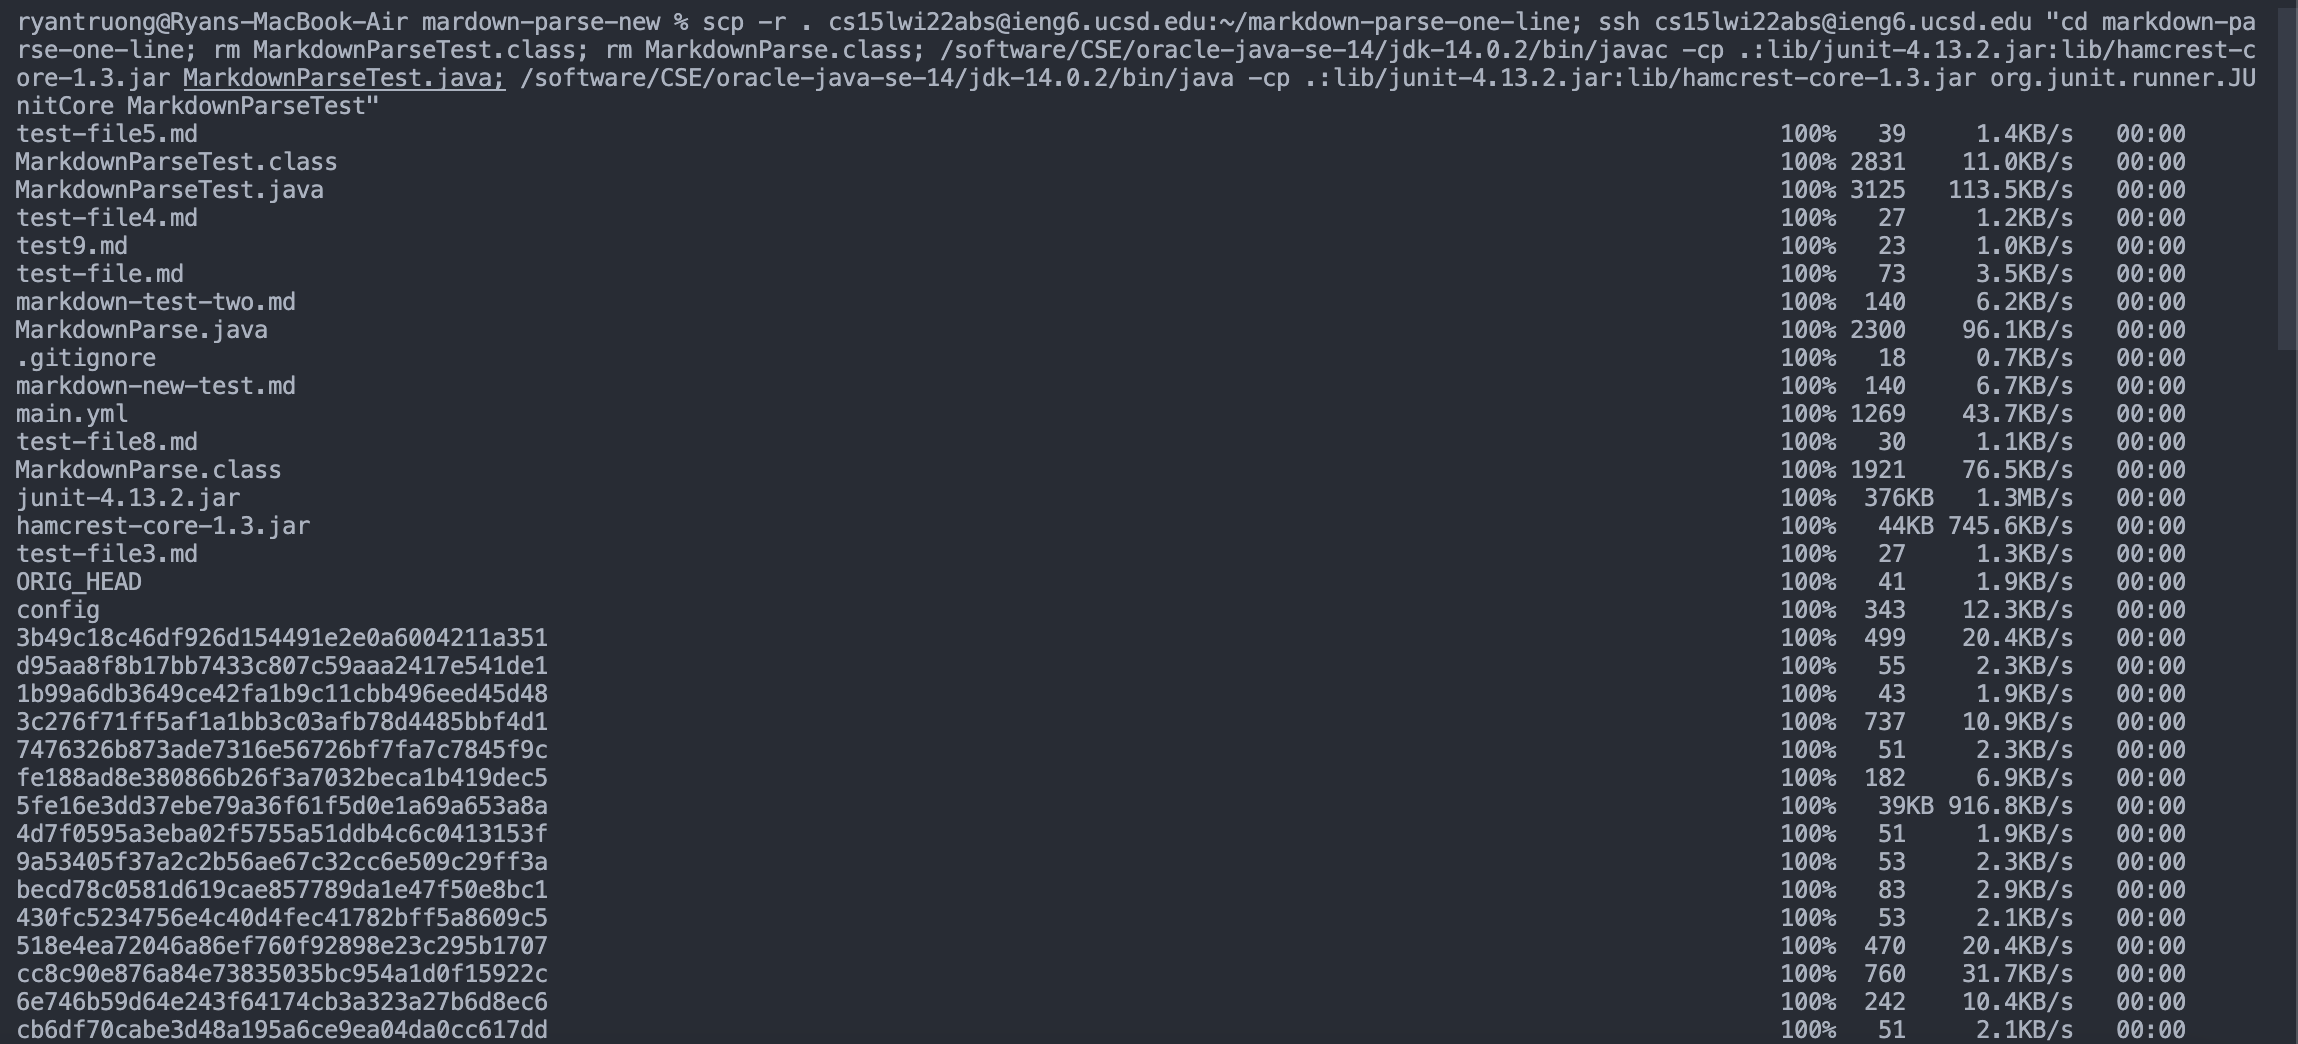 ryantruong@Ryans-MacBook-Air mardown-parse-new % scp -r . cs15lwi22abs@ieng6.ucsd.edu:~/markdown-parse-one-line; ssh cs15lwi22abs@ieng6.ucsd.edu "cd markdown-pa
rse-one-line; rm MarkdownParseTest.class; rm MarkdownParse.class; /software/CSE/oracle-java-se-14/jdk-14.0.2/bin/javac -cp .:lib/junit-4.13.2.jar:lib/hamcrest-c
ore-1.3.jar MarkdownParseTest.java; /software/CSE/oracle-java-se-14/jdk-14.0.2/bin/java -cp .:lib/junit-4.13.2.jar:lib/hamcrest-core-1.3.jar org.junit.runner.JU
nitCore MarkdownParseTest"
test-file5.md 100% 39 1.4KB/s 00:00
MarkdownParseTest.class 100% 2831 11.0KB/s 00:00
MarkdownParseTest.java 100% 3125 113.5KB/s 00:00
test-file4.md 100% 27 1.2KB/s 00:00
test9.md 100% 23 1.0KB/s 00:00
test-file.md 100% 73 3.5KB/s 00:00
markdown-test-two.md 100% 140 6.2KB/s 00:00
MarkdownParse.java 100% 2300 96.1KB/s 00:00
.gitignore 100% 18 0.7KB/s 00:00
markdown-new-test.md 100% 140 6.7KB/s 00:00
main.yml 100% 1269 43.7KB/s 00:00
test-file8.md 100% 30 1.1KB/s 00:00
MarkdownParse.class 100% 1921 76.5KB/s 00:00
junit-4.13.2.jar 100% 376KB 1.3MB/s 00:00
hamcrest-core-1.3.jar 100% 44KB 745.6KB/s 00:00
test-file3.md 100% 27 1.3KB/s 00:00
ORIG_HEAD 100% 41 1.9KB/s 00:00
config 100% 343 12.3KB/s 00:00
3b49c18c46df926d154491e2e0a6004211a351 100% 499 20.4KB/s 00:00
d95aa8f8b17bb7433c807c59aaa2417e541de1 100% 55 2.3KB/s 00:00
1b99a6db3649ce42fa1b9c11cbb496eed45d48 100% 43 1.9KB/s 00:00
3c276f71ff5af1a1bb3c03afb78d4485bbf4d1 100% 737 10.9KB/s 00:00
7476326b873ade7316e56726bf7fa7c7845f9c 100% 51 2.3KB/s 00:00
fe188ad8e380866b26f3a7032beca1b419dec5 100% 182 6.9KB/s 00:00
5fe16e3dd37ebe79a36f61f5d0e1a69a653a8a 100% 39KB 916.8KB/s 00:00
4d7f0595a3eba02f5755a51ddb4c6c0413153f 100% 51 1.9KB/s 00:00
9a53405f37a2c2b56ae67c32cc6e509c29ff3a 100% 53 2.3KB/s 00:00
becd78c0581d619cae857789da1e47f50e8bc1 100% 83 2.9KB/s 00:00
430fc5234756e4c40d4fec41782bff5a8609c5 100% 53 2.1KB/s 00:00
518e4ea72046a86ef760f92898e23c295b1707 100% 470 20.4KB/s 00:00
cc8c90e876a84e73835035bc954a1d0f15922c 100% 760 31.7KB/s 00:00
6e746b59d64e243f64174cb3a323a27b6d8ec6 100% 242 10.4KB/s 00:00
cb6df70cabe3d48a195a6ce9ea04da0cc617dd 100% 51 2.1KB/s 00:00